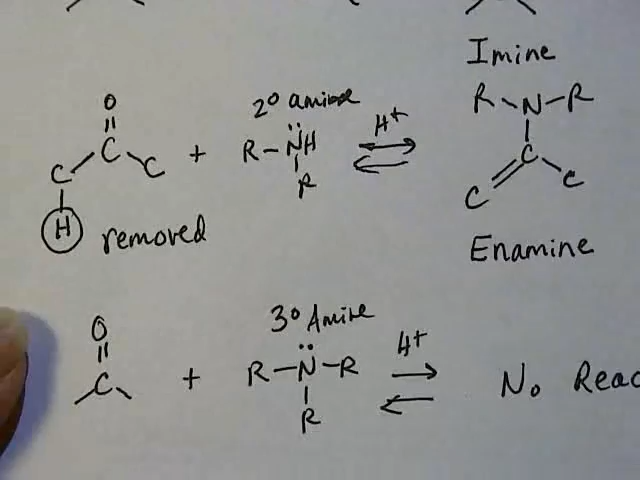 Imine
O 2° amine R-N-R
C C C + R-NH H+ C
R C C
H removed Enamine
O 3° Amine
C + R-N-R H+ No Reac
R